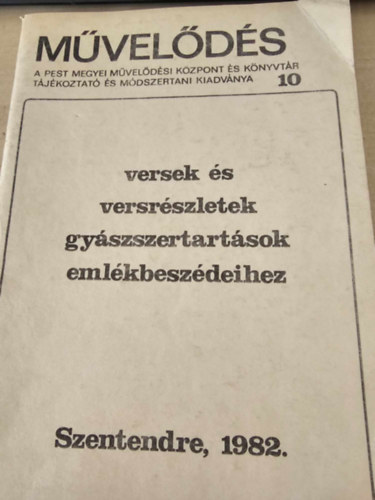 MŰVELŐDÉS
A PEST MEGYEI MŰVELŐDÉSI KÖZPONT ÉS KÖNYVTÁR
TÁJÉKOZTATÓ ÉS MÓDSZERTANI KIADVÁNYA 10
versek és
versrészletek
gyászszertartások
emlékbeszédeihez
Szentendre, 1982.